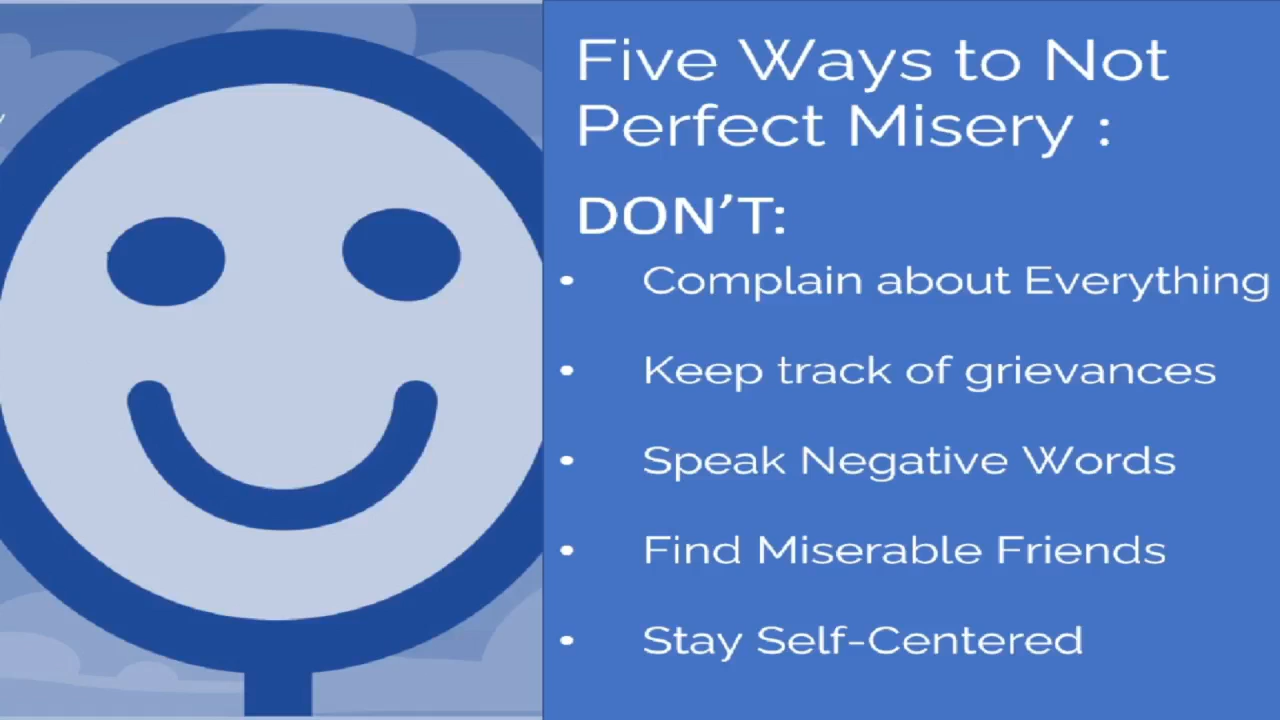 Five Ways to Not
Perfect Misery :
DON'T:
• Complain about Everything
• Keep track of grievances
• Speak Negative Words
• Find Miserable Friends
• Stay Self-Centered